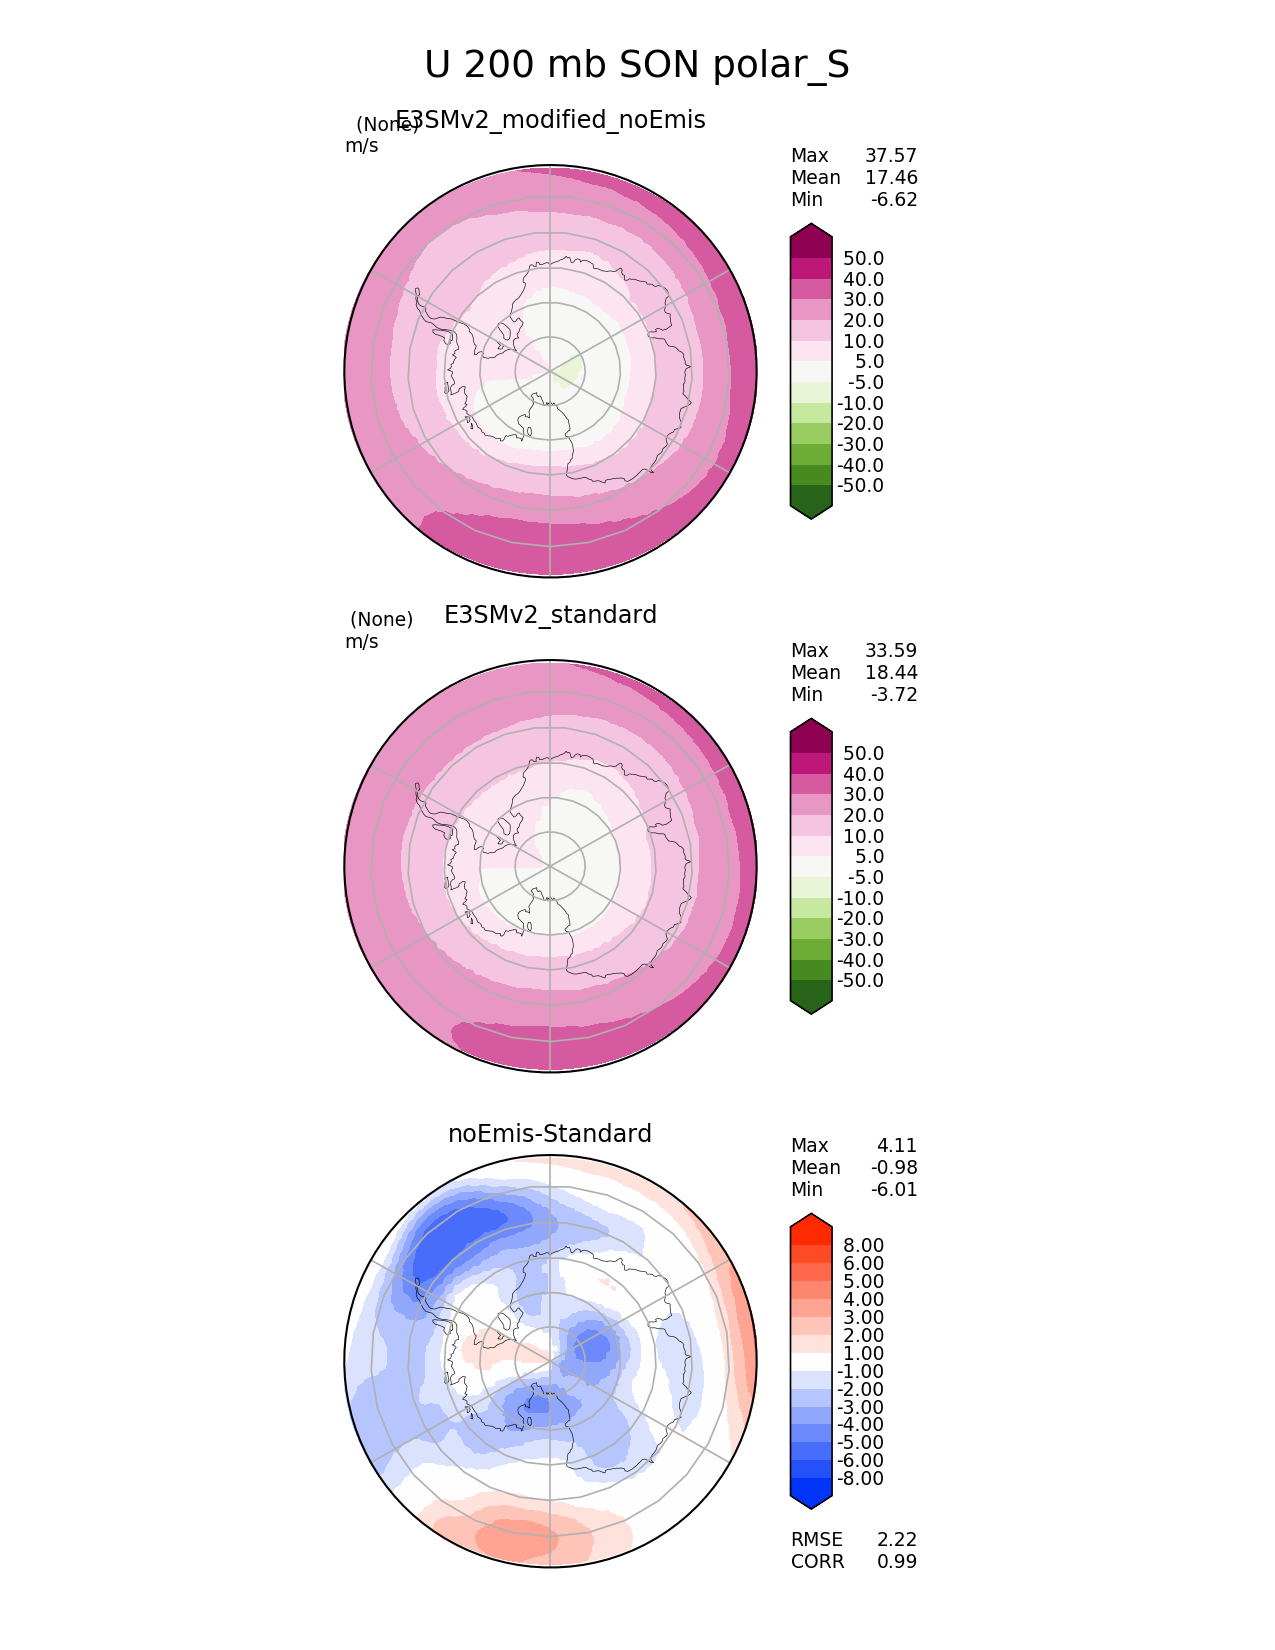 U 200 mb SON polar_S
E3SMv2_modified_noEmis
(None)
m/s
Max 37.57
Mean 17.46
Min -6.62
50.0
40.0
30.0
20.0
10.0
5.0
-5.0
-10.0
-20.0
-30.0
-40.0
-50.0
E3SMv2_standard
(None)
m/s
Max 33.59
Mean 18.44
Min -3.72
50.0
40.0
30.0
20.0
10.0
5.0
-5.0
-10.0
-20.0
-30.0
-40.0
-50.0
noEmis-Standard
Max 4.11
Mean -0.98
Min -6.01
8.00
6.00
5.00
4.00
3.00
2.00
1.00
-1.00
-2.00
-3.00
-4.00
-5.00
-6.00
-8.00
RMSE 2.22
CORR 0.99